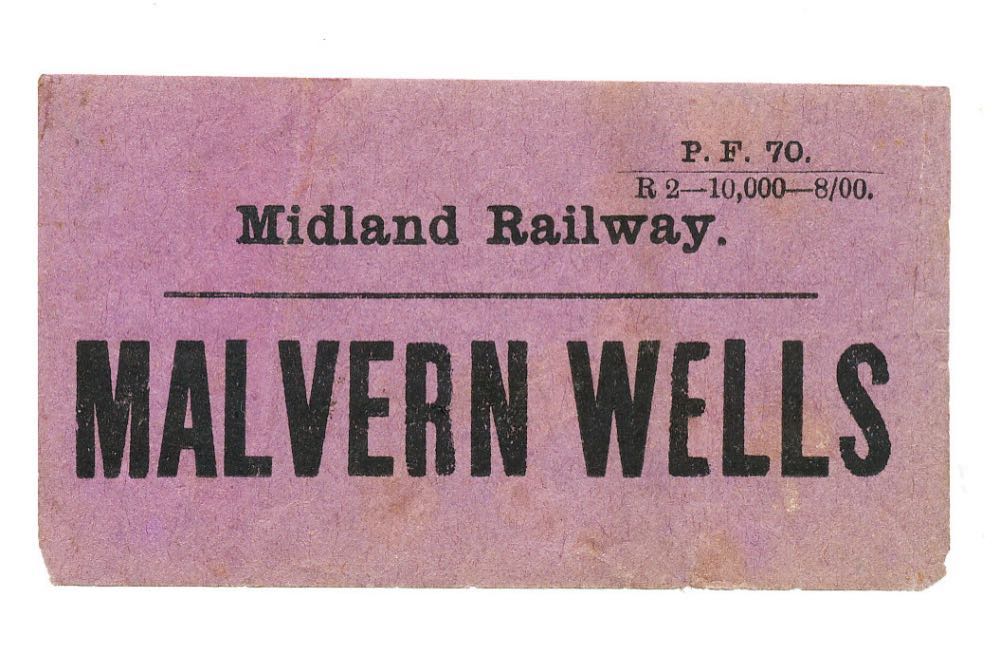 P. F. 70.
R 2—10,000—8/00.
Midland Railway.
MALVERN WELLS